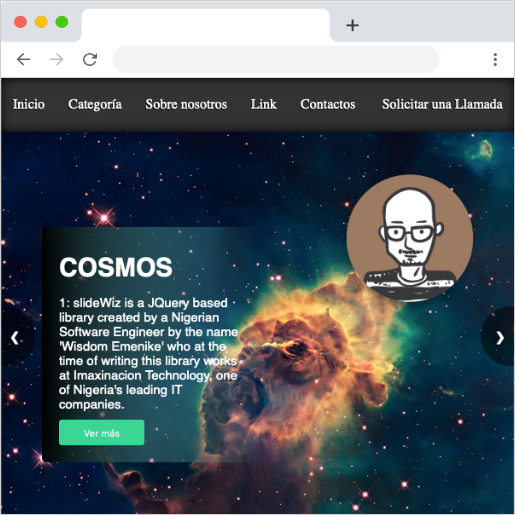 Inicio Categoría Sobre nosotros Link Contactos Solicitar una Llamada
COSMOS
1: slideWiz is a JQuery based
library created by a Nigerian
Software Engineer by the name
'Wisdom Emenike' who at the
time of writing this library works
at Imaxinacion Technology, one
of Nigeria's leading IT
companies.
Ver más